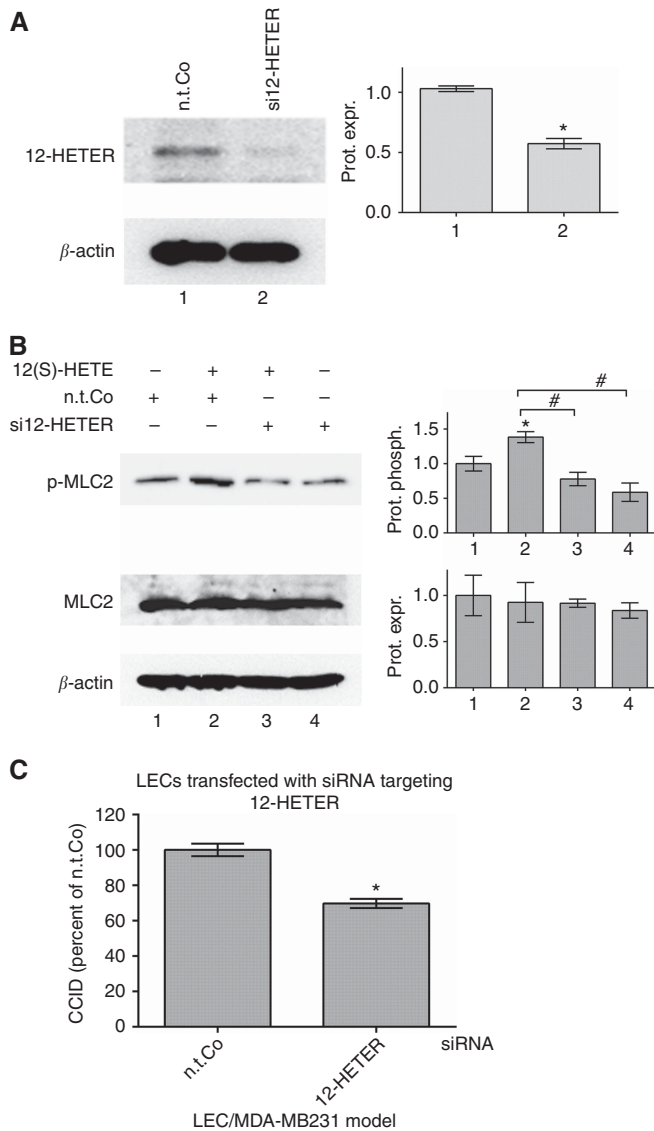 A
n.t.Co
si12-HETER
12-HETER
β-actin
1 2
Prot. expr.
1.0
0.5
0.0
*
1 2
B
12(S)-HETE – + + –
n.t.Co + + – –
si12-HETER – – + +
p-MLC2
MLC2
β-actin
1 2 3 4
Prot. phosph.
1.5
1.0
0.5
0.0
#
#
*
1 2 3 4
Prot. expr.
1.0
0.5
0.0
1 2 3 4
C
LECs transfected with siRNA targeting
12-HETER
CCID (percent of n.t.Co)
120
100
80
60
40
20
0
*
n.t.Co
12-HETER
siRNA
LEC/MDA-MB231 model